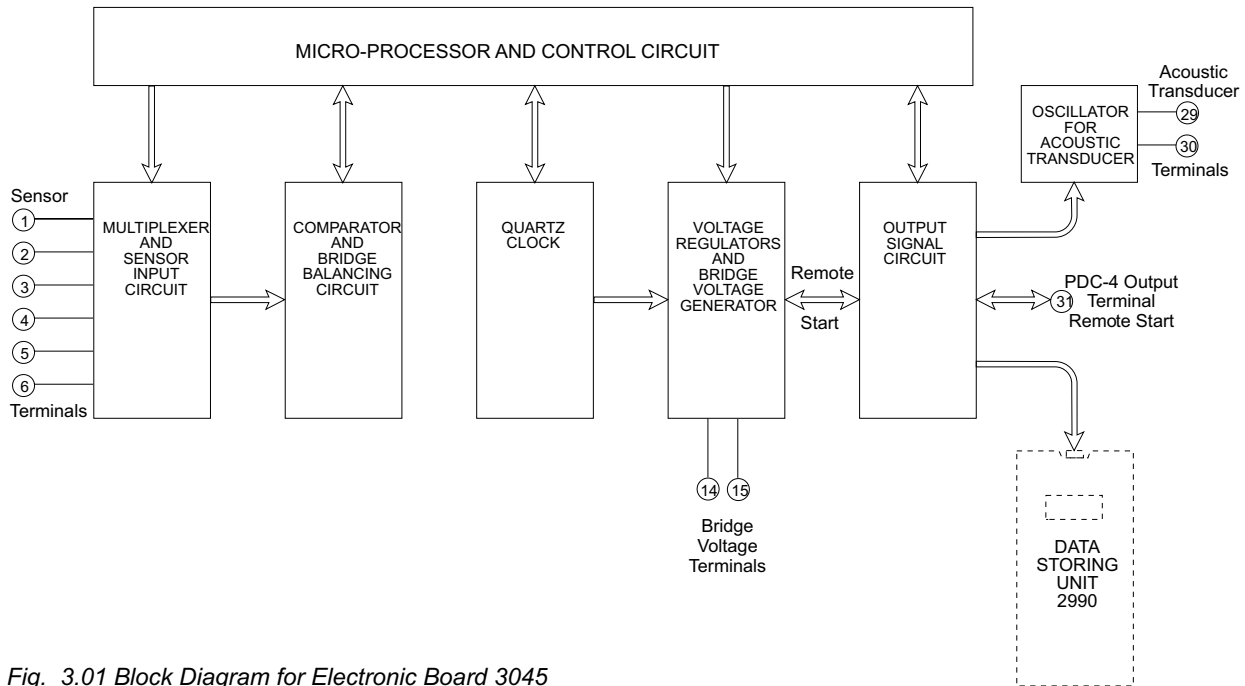 MICRO-PROCESSOR AND CONTROL CIRCUIT
Acoustic
Transducer
29
30
Terminals
OSCILLATOR
FOR
ACOUSTIC
TRANSDUCER
Sensor
1
2
3
4
5
6
Terminals
MULTIPLEXER
AND
SENSOR
INPUT
CIRCUIT
COMPARATOR
AND
BRIDGE
BALANCING
CIRCUIT
QUARTZ
CLOCK
VOLTAGE
REGULATORS
AND
BRIDGE
VOLTAGE
GENERATOR
Remote
Start
OUTPUT
SIGNAL
CIRCUIT
31
PDC-4 Output
Terminal
Remote Start
14 15
Bridge
Voltage
Terminals
DATA
STORING
UNIT
2990
Fig. 3.01 Block Diagram for Electronic Board 3045